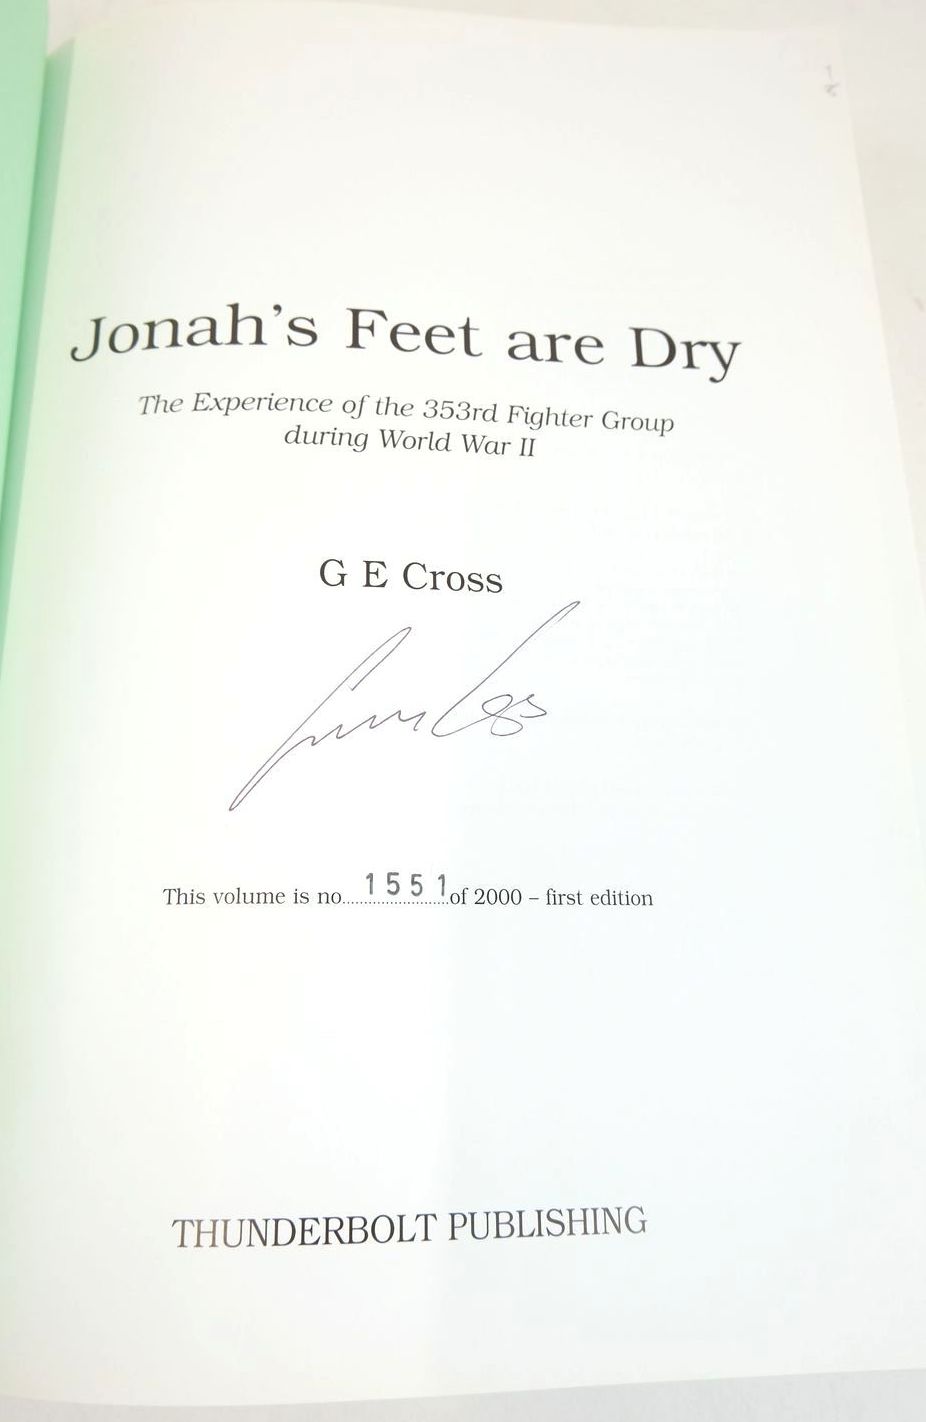 Jonah's Feet are Dry
The Experience of the 353rd Fighter Group
during World War II
G E Cross
This volume is no. 1551 of 2000 – first edition
THUNDERBOLT PUBLISHING